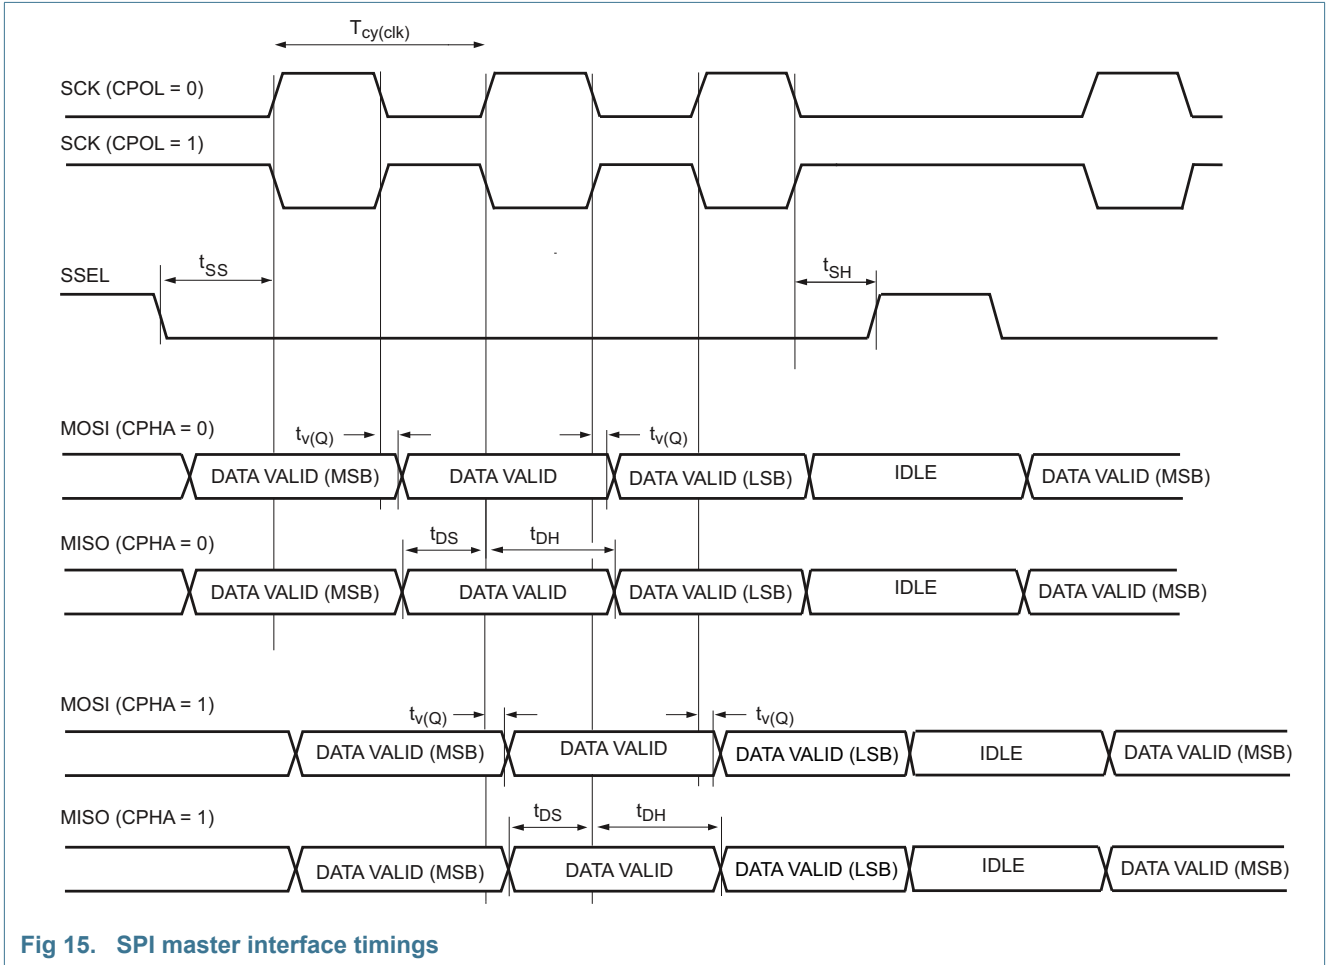 Tcy(clk)
SCK (CPOL = 0)
SCK (CPOL = 1)
SSEL
tSS
tSH
MOSI (CPHA = 0)
tv(Q)
tv(Q)
DATA VALID (MSB)
DATA VALID
DATA VALID (LSB)
IDLE
DATA VALID (MSB)
MISO (CPHA = 0)
tDS
tDH
DATA VALID (MSB)
DATA VALID
DATA VALID (LSB)
IDLE
DATA VALID (MSB)
MOSI (CPHA = 1)
tv(Q)
tv(Q)
DATA VALID (MSB)
DATA VALID
DATA VALID (LSB)
IDLE
DATA VALID (MSB)
MISO (CPHA = 1)
tDS
tDH
DATA VALID (MSB)
DATA VALID
DATA VALID (LSB)
IDLE
DATA VALID (MSB)
Fig 15. SPI master interface timings